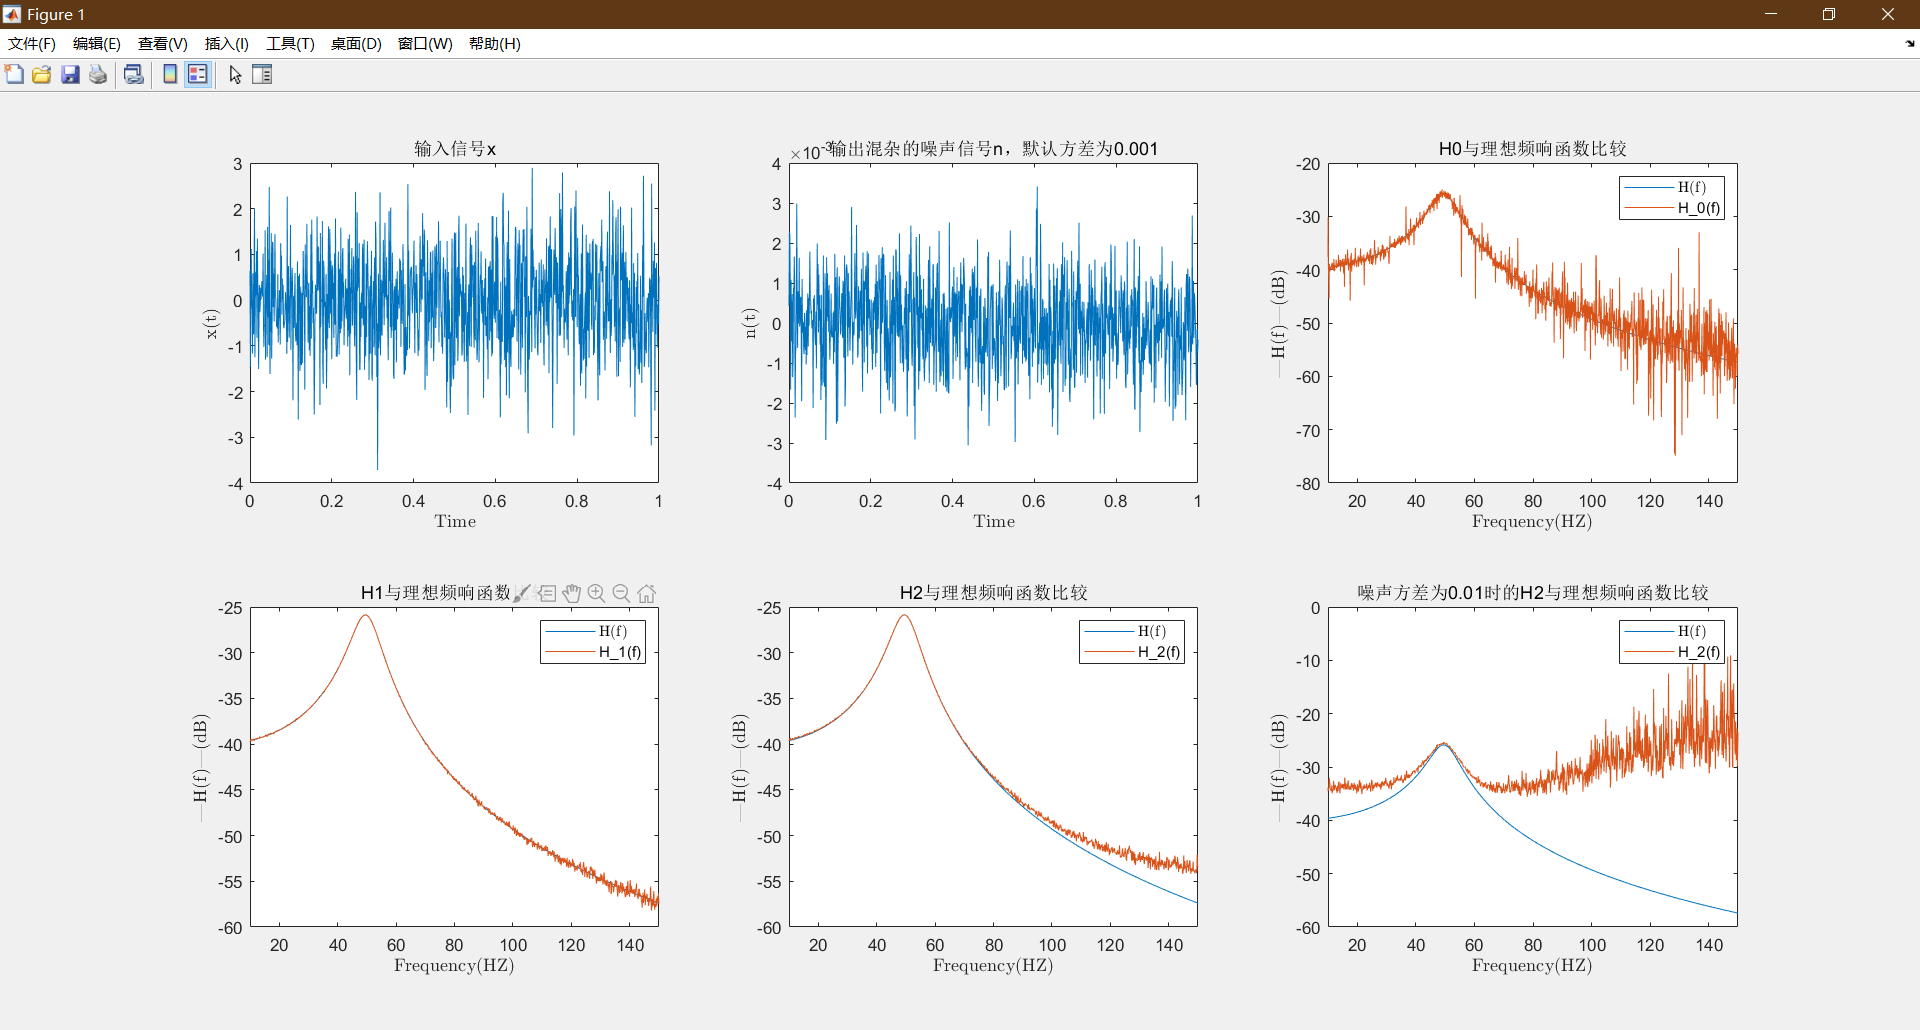 Figure 1
文件(F) 编辑(E) 查看(V) 插入(I) 工具(T) 桌面(D) 窗口(W) 帮助(H)
输入信号x
3
2
1
0
-1
-2
-3
-4
x(t)
0 0.2 0.4 0.6 0.8 1
Time
×10-3
输出混杂的噪声信号n，默认方差为0.001
4
3
2
1
0
-1
-2
-3
-4
n(t)
0 0.2 0.4 0.6 0.8 1
Time
H0与理想频响函数比较
-20
-30
-40
-50
-60
-70
-80
—H(f)—(dB)
H(f)
H_0(f)
20 40 60 80 100 120 140
Frequency(HZ)
H1与理想频响函数
-25
-30
-35
-40
-45
-50
-55
-60
—H(f)—(dB)
H(f)
H_1(f)
20 40 60 80 100 120 140
Frequency(HZ)
H2与理想频响函数比较
-25
-30
-35
-40
-45
-50
-55
-60
—H(f)—(dB)
H(f)
H_2(f)
20 40 60 80 100 120 140
Frequency(HZ)
噪声方差为0.01时的H2与理想频响函数比较
0
-10
-20
-30
-40
-50
-60
—H(f)—(dB)
H(f)
H_2(f)
20 40 60 80 100 120 140
Frequency(HZ)